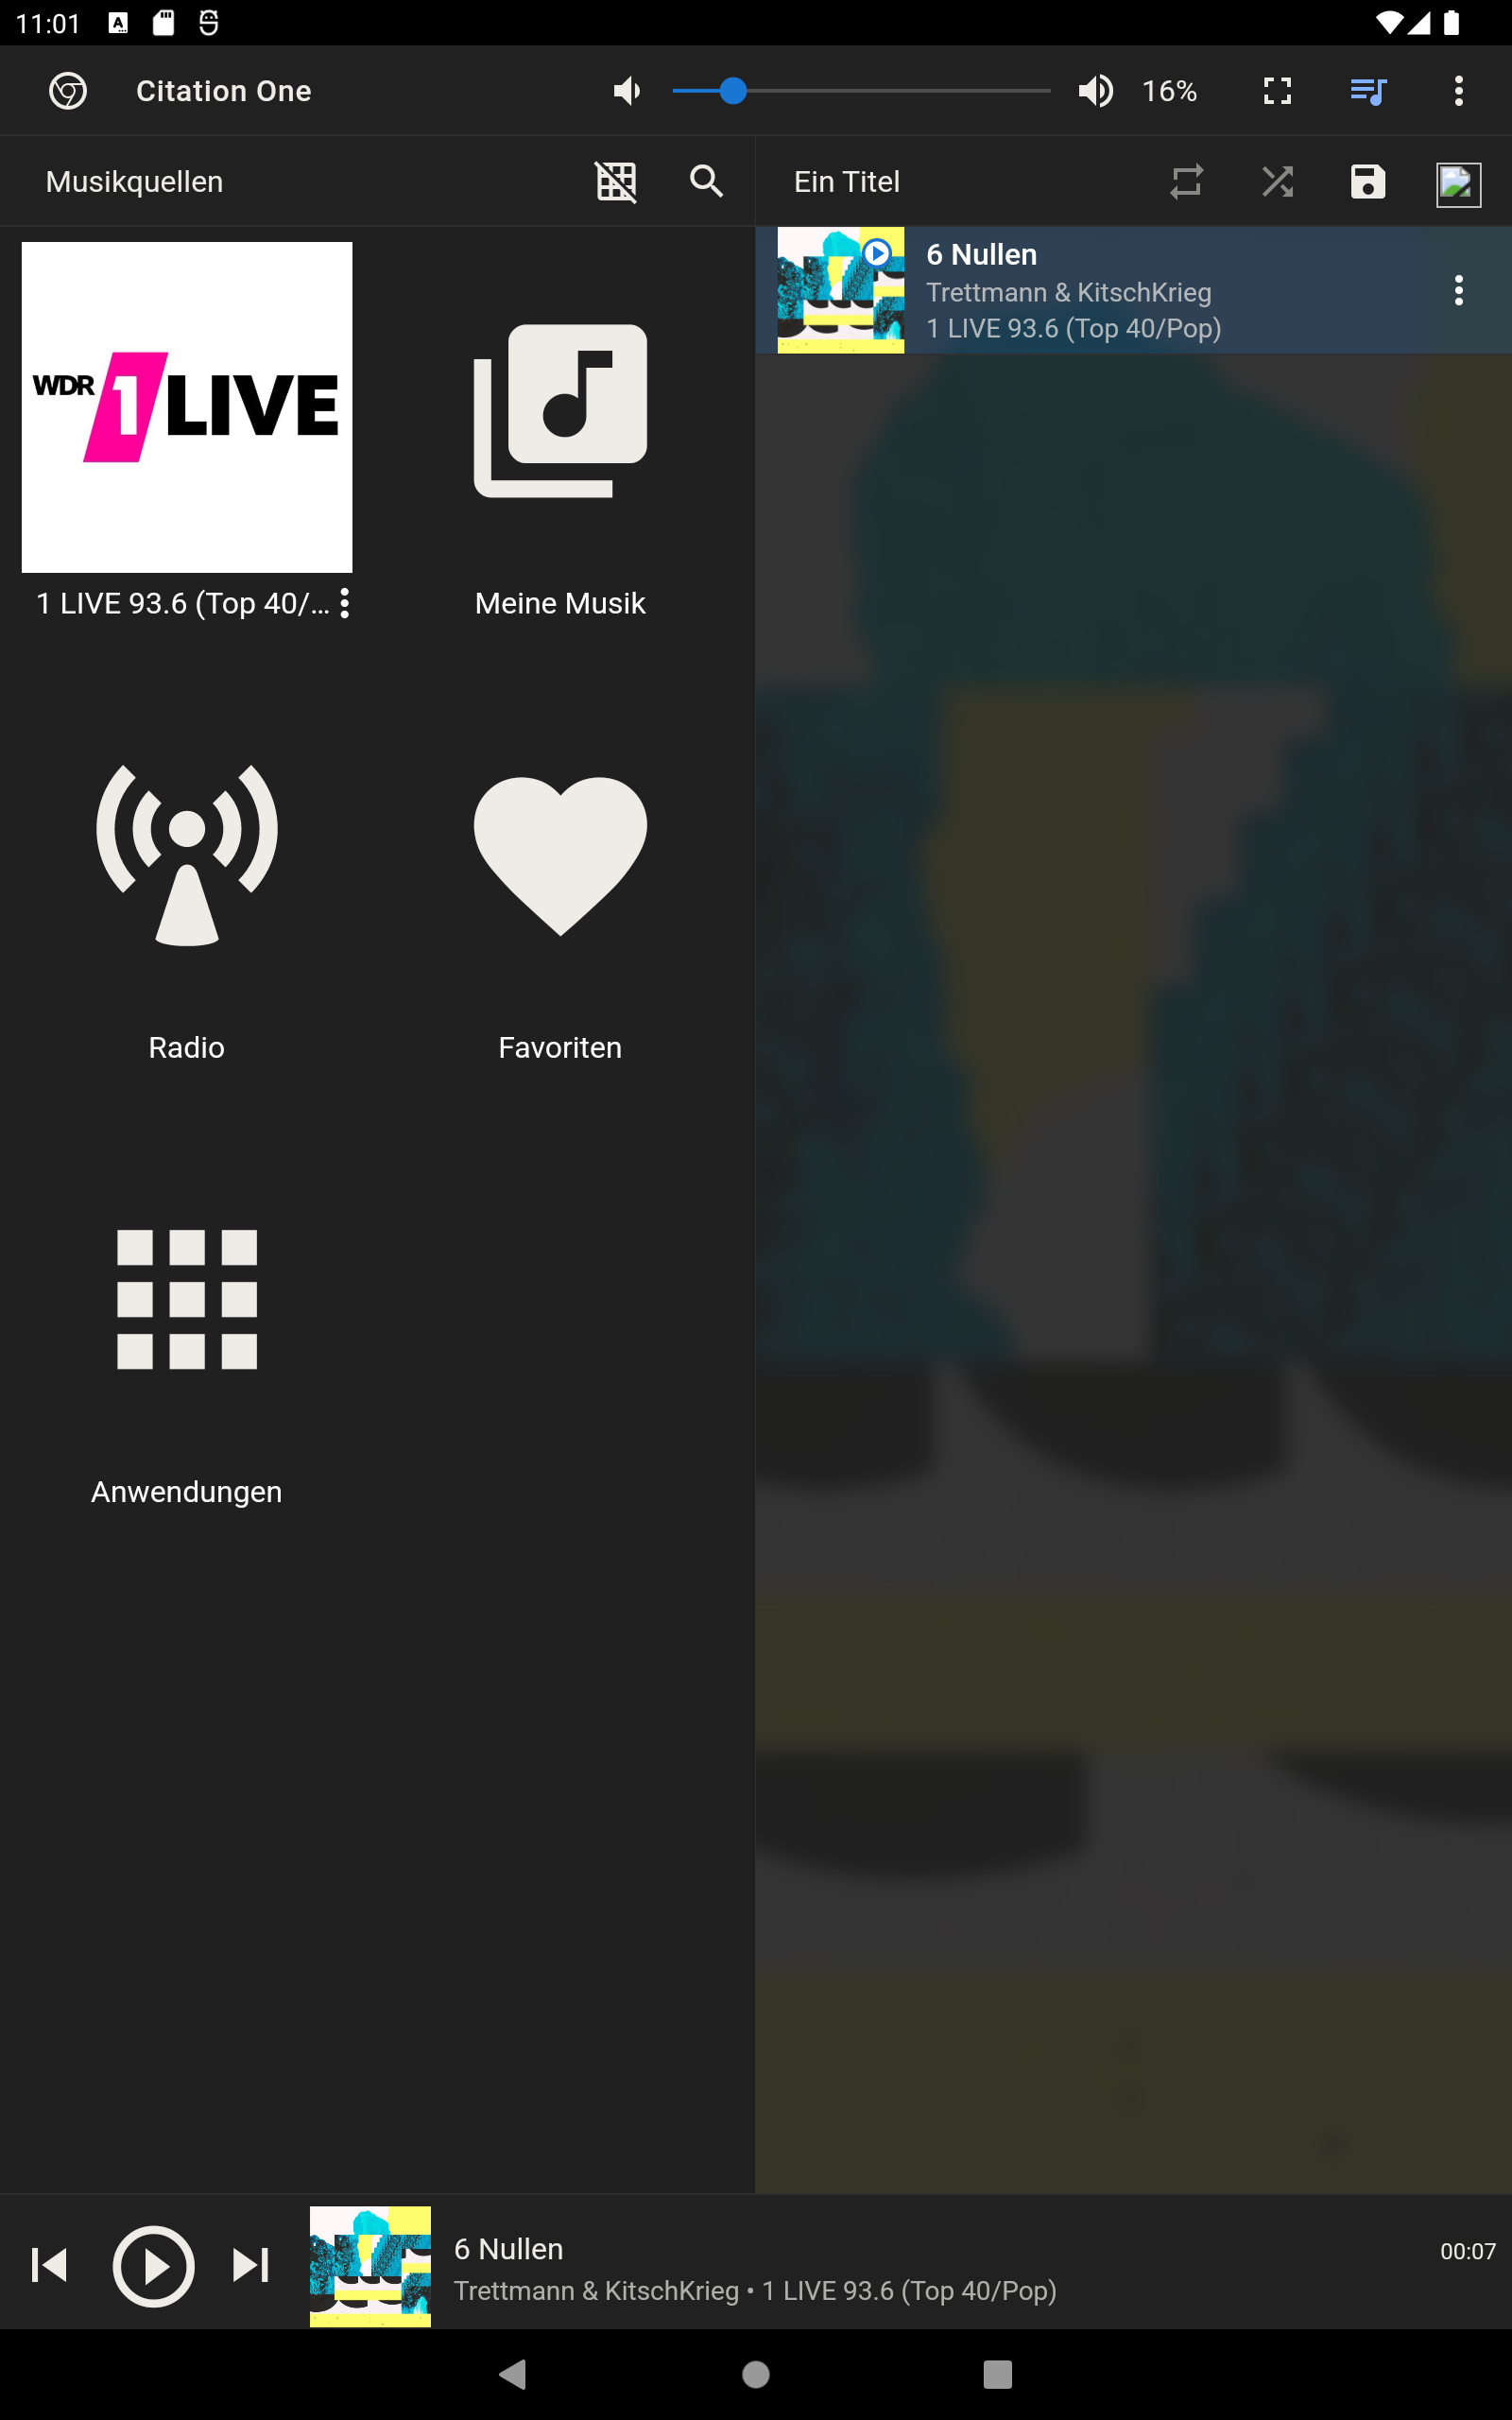 11:01
Citation One
16%
Musikquellen
Ein Titel
6 Nullen
Trettmann & KitschKrieg
1 LIVE 93.6 (Top 40/Pop)
WDR 1 LIVE
1 LIVE 93.6 (Top 40/...
Meine Musik
Radio
Favoriten
Anwendungen
6 Nullen
00:07
Trettmann & KitschKrieg • 1 LIVE 93.6 (Top 40/Pop)